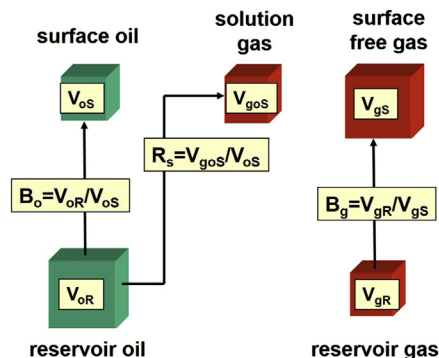 surface oil
solution
gas
surface
free gas
VoS
VgoS
VgS
Rs=VgoS/VoS
Bo=VoR/VoS
Bg=VgR/VgS
VoR
VgR
reservoir oil
reservoir gas